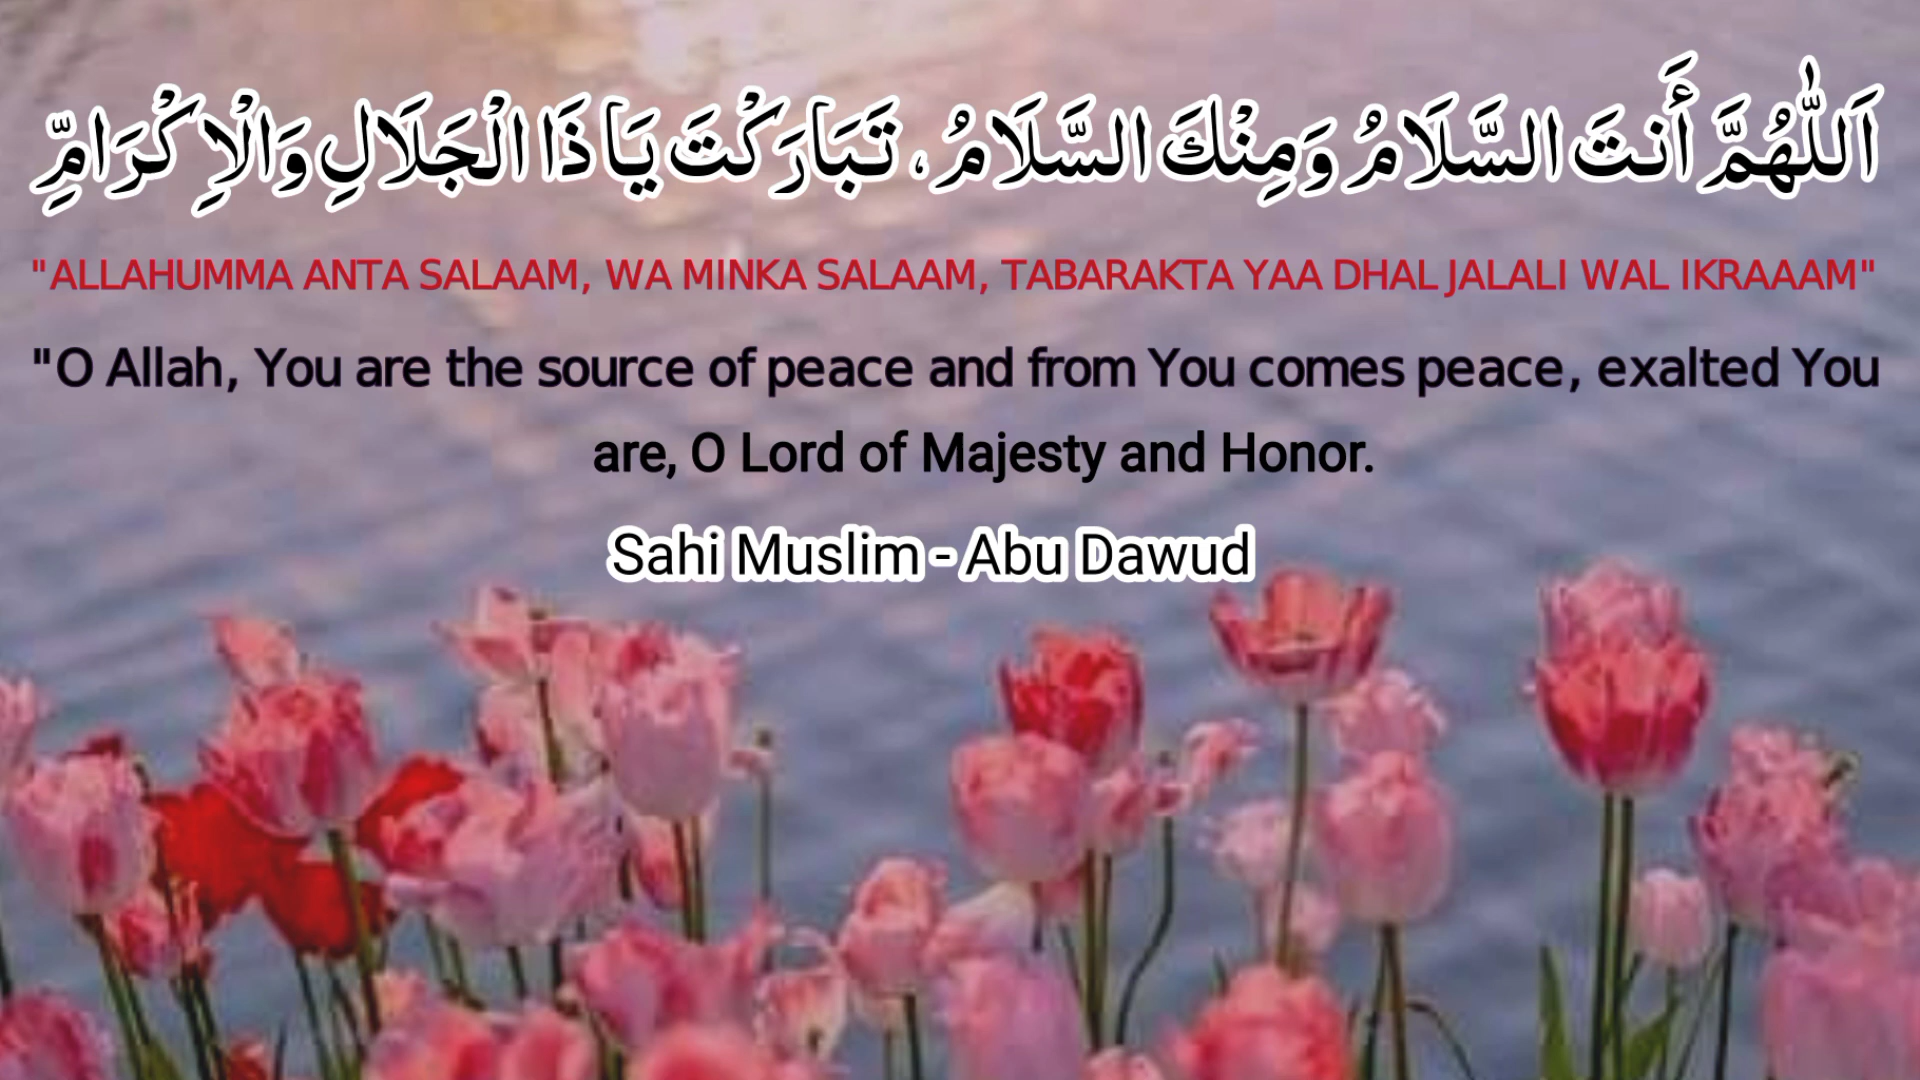 اَللّٰهُمَّ أَنتَ السَّلَامُ وَمِنْكَ السَّلَامُ، تَبَارَكْتَ يَا ذَا الْجَلَالِ وَالْاِكْرَامِّ
"ALLAHUMMA ANTA SALAAM, WA MINKA SALAAM, TABARAKTA YAA DHAL JALALI WAL IKRAAAM"
"O Allah, You are the source of peace and from You comes peace, exalted You
are, O Lord of Majesty and Honor.
Sahi Muslim - Abu Dawud